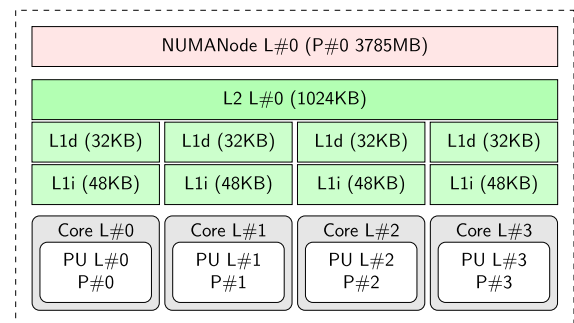 NUMANode L#0 (P#0 3785MB)
L2 L#0 (1024KB)
L1d (32KB) L1d (32KB) L1d (32KB) L1d (32KB)
L1i (48KB) L1i (48KB) L1i (48KB) L1i (48KB)
Core L#0 Core L#1 Core L#2 Core L#3
PU L#0 PU L#1 PU L#2 PU L#3
P#0 P#1 P#2 P#3